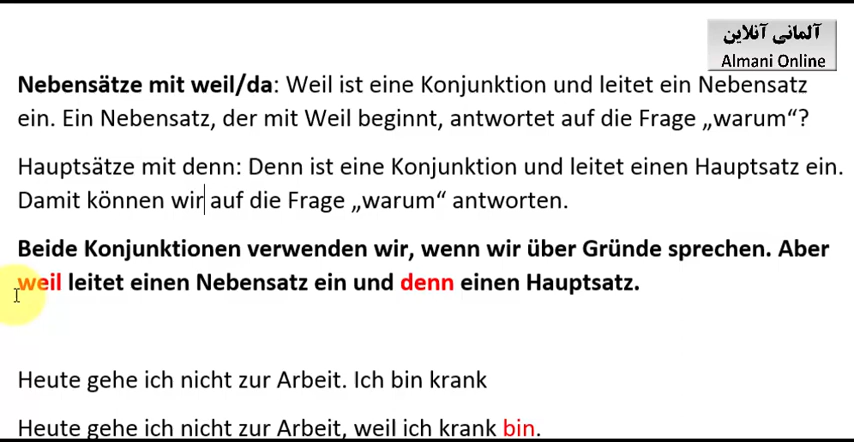 آلمانی آنلاین
Almani Online
Nebensätze mit weil/da: Weil ist eine Konjunktion und leitet ein Nebensatz
ein. Ein Nebensatz, der mit Weil beginnt, antwortet auf die Frage „warum“?
Hauptsätze mit denn: Denn ist eine Konjunktion und leitet einen Hauptsatz ein.
Damit können wir auf die Frage „warum“ antworten.
Beide Konjunktionen verwenden wir, wenn wir über Gründe sprechen. Aber
weil leitet einen Nebensatz ein und denn einen Hauptsatz.
Heute gehe ich nicht zur Arbeit. Ich bin krank
Heute gehe ich nicht zur Arbeit, weil ich krank bin.